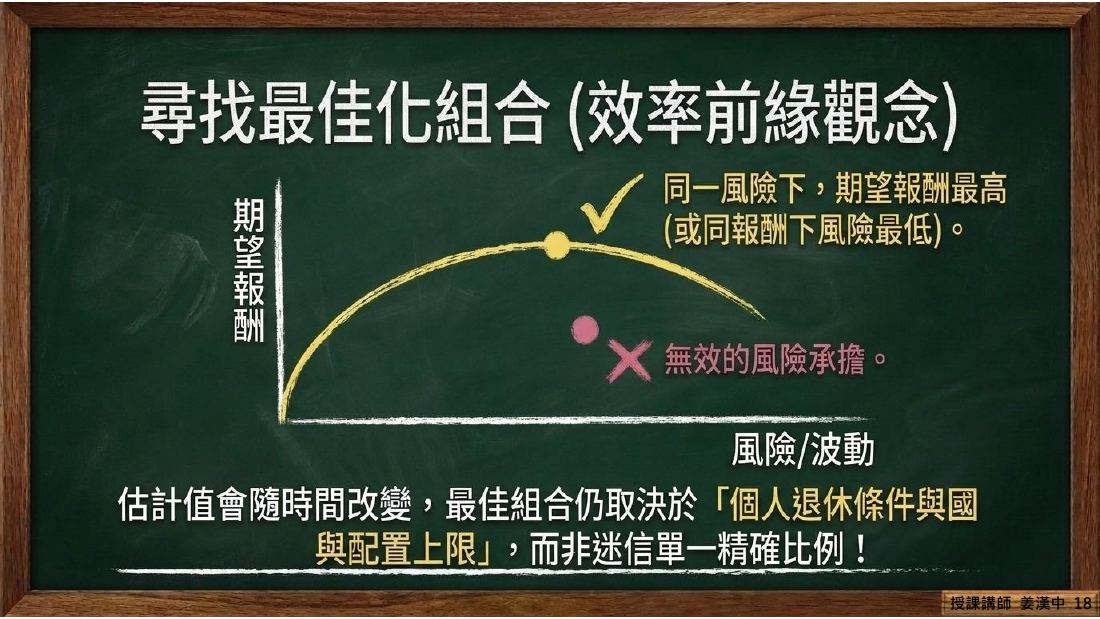 尋找最佳化組合 (效率前緣觀念)
同一風險下，期望報酬最高
(或同報酬下風險最低)。
期望報酬
無效的風險承擔。
風險/波動
估計值會隨時間改變，最佳組合仍取決於「個人退休條件與國
與配置上限」，而非迷信單一精確比例！
授課講師 姜漢中 18